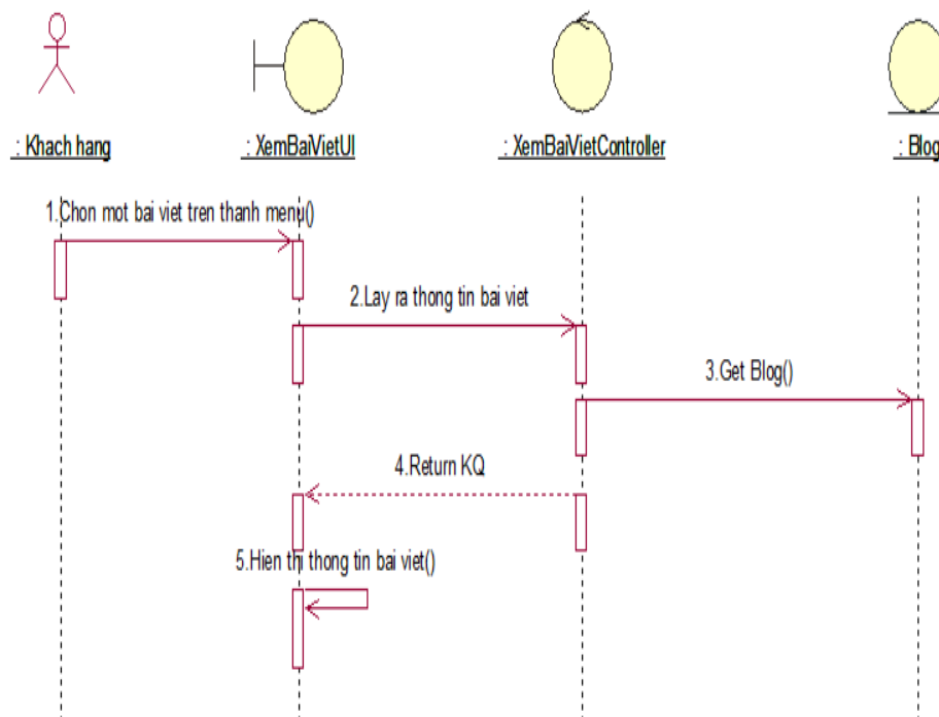 : Khach hang
: XemBaiVietUI
: XemBaiVietController
: Blog
1.Chon mot bai viet tren thanh menu()
2.Lay ra thong tin bai viet
3.Get Blog()
4.Return KQ
5.Hien thi thong tin bai viet()